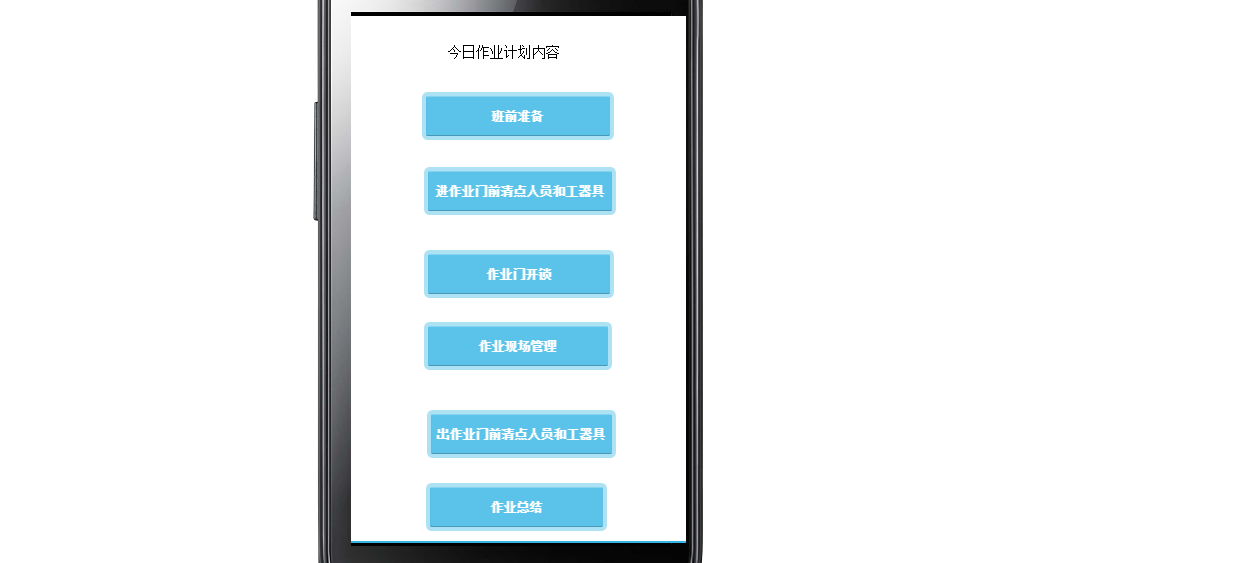 今日作业计划内容
班前准备
进作业门前清点人员和工器具
作业门开锁
作业现场管理
出作业门前清点人员和工器具
作业总结